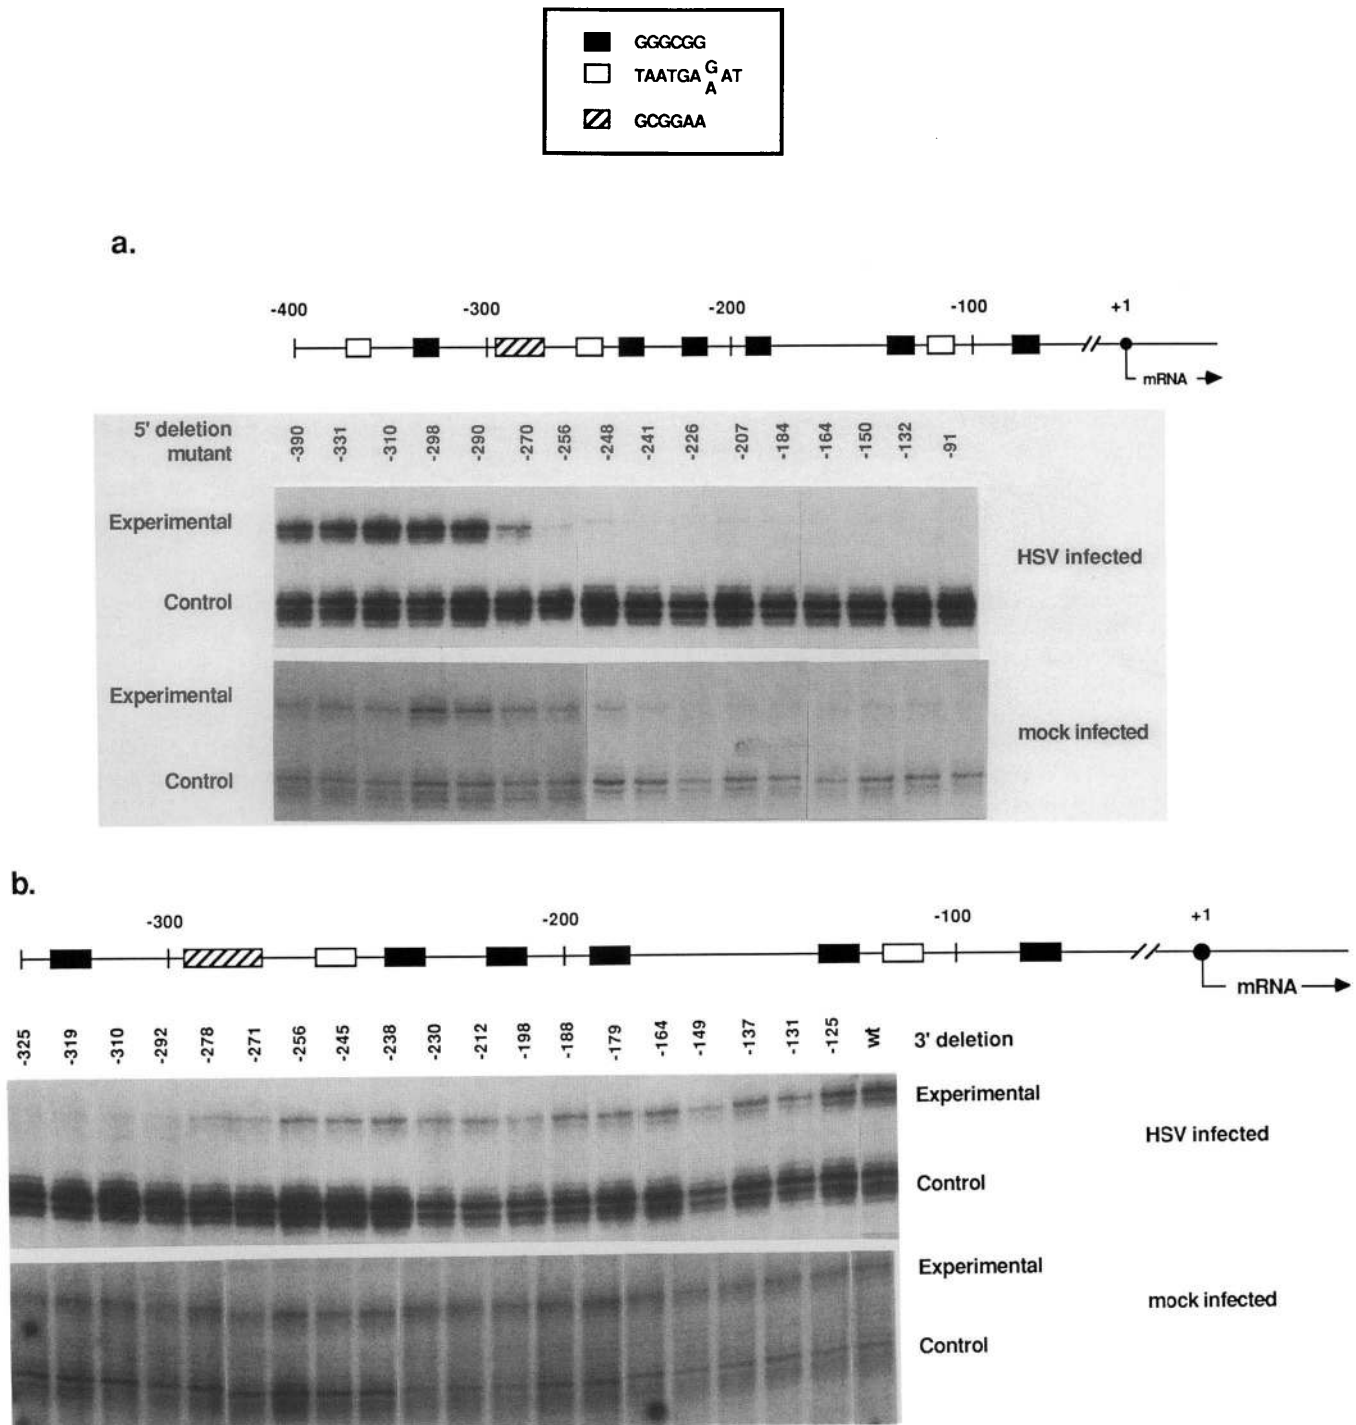 GGGCGG
TAATGA G/A AT
GCGGAA
a.
-400 -300 -200 -100 +1
mRNA
5' deletion
mutant
-390 -331 -310 -298 -290 -270 -256 -248 -241 -226 -207 -184 -164 -150 -132 -91
Experimental
HSV infected
Control
Experimental
mock infected
Control
b.
-300 -200 -100 +1
mRNA
-325 -319 -310 -292 -278 -271 -256 -245 -238 -230 -212 -198 -188 -179 -164 -149 -137 -131 -125 wt 3' deletion
Experimental
HSV infected
Control
Experimental
mock infected
Control